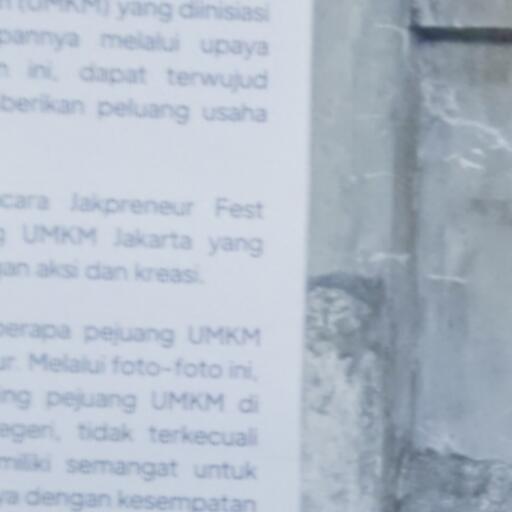 (UMKM) yang diinisiasi
pannya melalui upaya
ini, dapat terwujud
berikan peluang usaha
cara Jakpreneur Fest
g UMKM Jakarta yang
gan aksi dan kreasi.
berapa pejuang UMKM
ur. Melalui foto-foto ini,
ing pejuang UMKM di
egeri, tidak terkecuali
miliki semangat untuk
ya dengan kesempatan